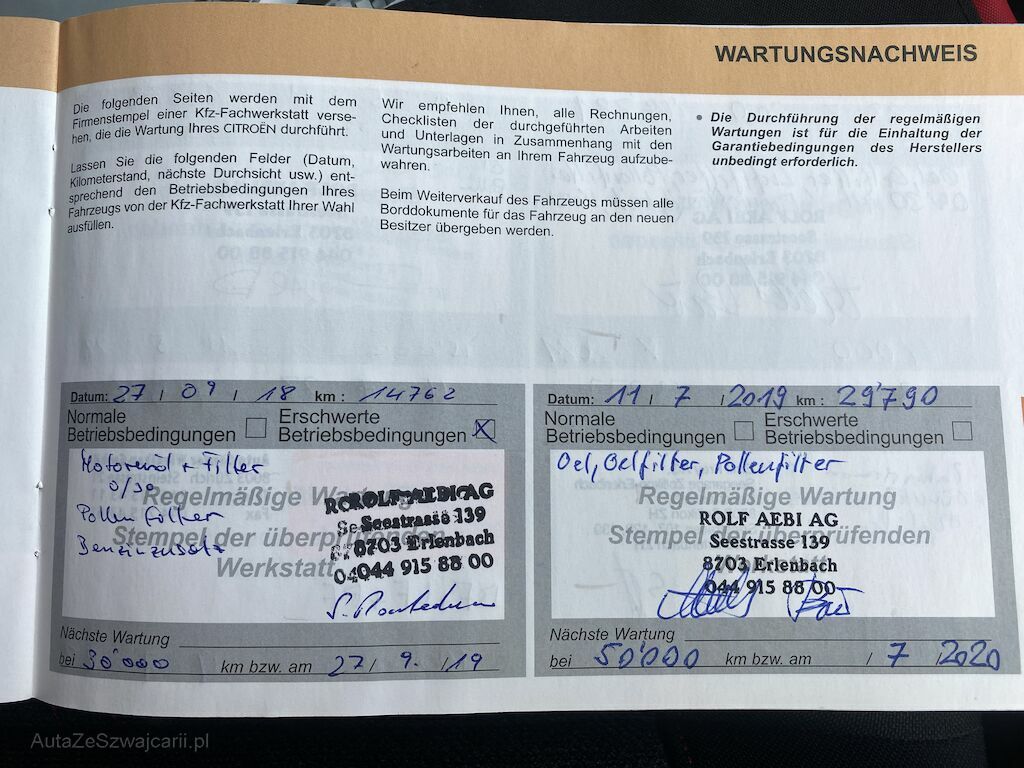 WARTUNGSNACHWEIS
Die folgenden Seiten werden mit dem
Firmenstempel einer Kfz-Fachwerkstatt verse-
hen, die die Wartung Ihres CITROËN durchführt.
Lassen Sie die folgenden Felder (Datum,
Kilometerstand, nächste Durchsicht usw.) ent-
sprechend den Betriebsbedingungen Ihres
Fahrzeugs von der Kfz-Fachwerkstatt Ihrer Wahl
ausfüllen.
Wir empfehlen Ihnen, alle Rechnungen,
Checklisten der durchgeführten Arbeiten
und Unterlagen in Zusammenhang mit den
Wartungsarbeiten an Ihrem Fahrzeug aufzube-
wahren.
Beim Weiterverkauf des Fahrzeugs müssen alle
Borddokumente für das Fahrzeug an den neuen
Besitzer übergeben werden.
• Die Durchführung der regelmäßigen
Wartungen ist für die Einhaltung der
Garantiebedingungen des Herstellers
unbedingt erforderlich.
Datum: 27 / 09 / 18 km : 14762
Normale
Betriebsbedingungen
Erschwerte
Betriebsbedingungen X
Motorenöl + Filter
0/30
Pollen filter
Benzinzusatz
Regelmäßige Wartung
Stempel der überprüfenden
Werkstatt
ROLF AEBI AG
Seestrasse 139
8703 Erlenbach
044 915 88 00
Nächste Wartung
bei 30'000 km bzw. am 27 / 9. / 19
Datum: 11 / 7 / 2019 km : 29'790
Normale
Betriebsbedingungen
Erschwerte
Betriebsbedingungen
Oel, Oelfilter, Pollenfilter
Regelmäßige Wartung
Stempel der überprüfenden
ROLF AEBI AG
Seestrasse 139
8703 Erlenbach
044 915 88 00
Nächste Wartung
bei 50'000 km bzw. am / 7 / 2020
AutaZeSzwajcarii.pl